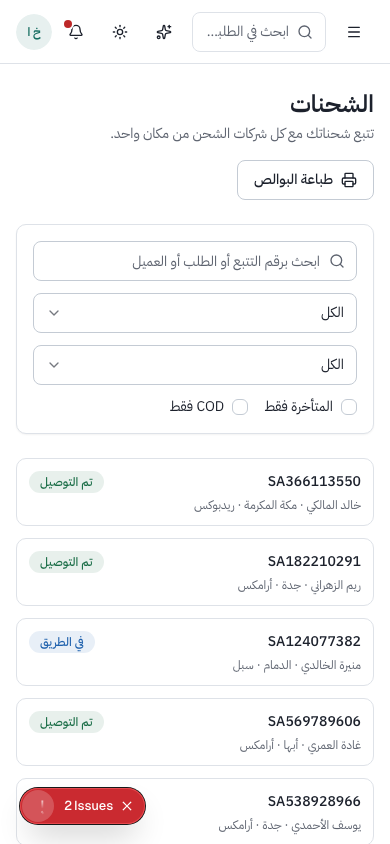 ابحث في الطلبـ...
خ ا
الشحنات
تتبع شحناتك مع كل شركات الشحن من مكان واحد.
طباعة البوالص
ابحث برقم التتبع أو الطلب أو العميل
الكل
الكل
المتأخرة فقط
COD فقط
SA366113550
تم التوصيل
خالد المالكي · مكة المكرمة · ريدبوكس
SA182210291
تم التوصيل
ريم الزهراني · جدة · أرامكس
SA124077382
في الطريق
منيرة الخالدي · الدمام · سبل
SA569789606
تم التوصيل
غادة العمري · أبها · أرامكس
SA538928966
يوسف الأحمدي · جدة · أرامكس
2 Issues